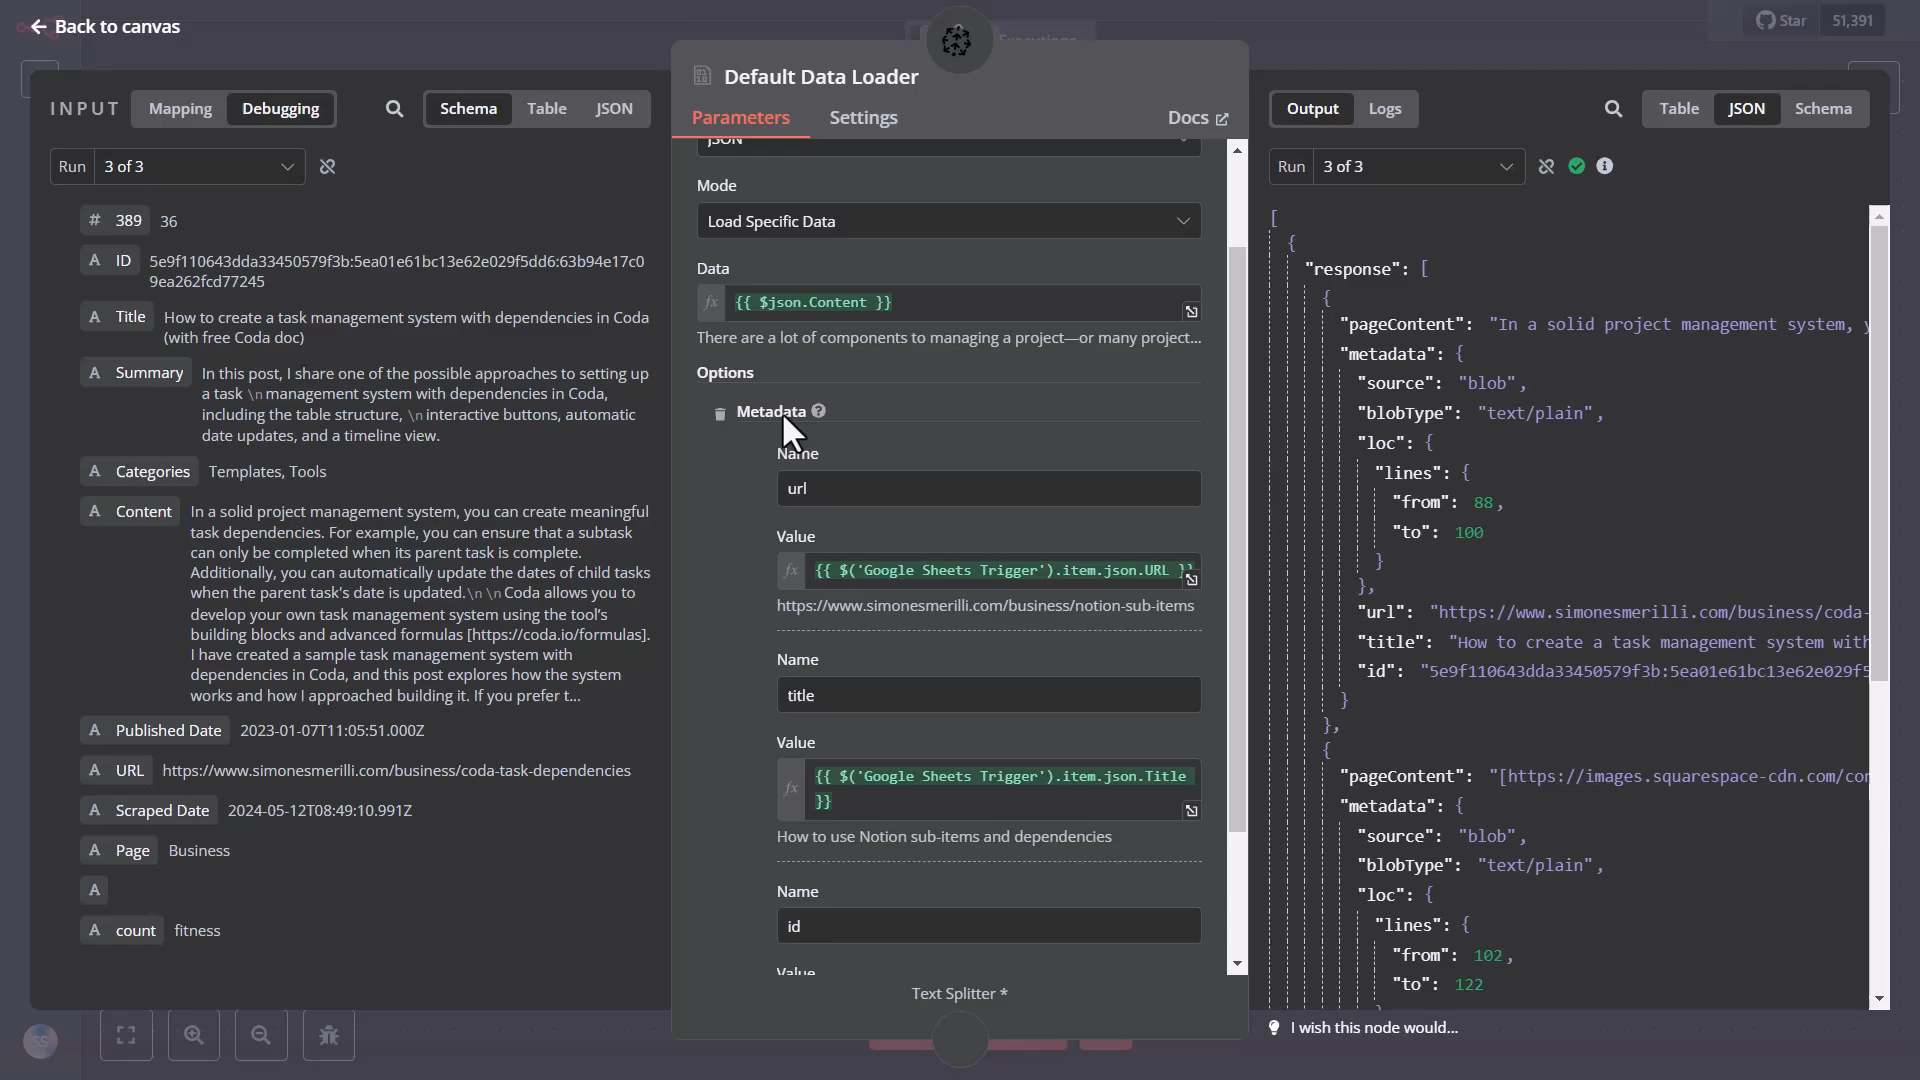 Back to canvas
Star
51,391
INPUT
Mapping
Debugging
Schema
Table
JSON
Run
3 of 3
# 389
36
A ID
5e9f110643dda33450579f3b:5ea01e61bc13e62e029f5dd6:63b94e17c0
9ea262fcd77245
A Title
How to create a task management system with dependencies in Coda
(with free Coda doc)
A Summary
In this post, I share one of the possible approaches to setting up
a task \n management system with dependencies in Coda,
including the table structure, \n interactive buttons, automatic
date updates, and a timeline view.
A Categories
Templates, Tools
A Content
In a solid project management system, you can create meaningful
task dependencies. For example, you can ensure that a subtask
can only be completed when its parent task is complete.
Additionally, you can automatically update the dates of child tasks
when the parent task's date is updated.\n \n Coda allows you to
develop your own task management system using the tool's
building blocks and advanced formulas [https://coda.io/formulas].
I have created a sample task management system with
dependencies in Coda, and this post explores how the system
works and how I approached building it. If you prefer t...
A Published Date
2023-01-07T11:05:51.000Z
A URL
https://www.simonesmerilli.com/business/coda-task-dependencies
A Scraped Date
2024-05-12T08:49:10.991Z
A Page
Business
A
A count
fitness
SS
Executions
Default Data Loader
Parameters
Settings
Docs
JSON
Mode
Load Specific Data
Data
fx {{ $json.Content }}
There are a lot of components to managing a project—or many project...
Options
Metadata
Name
url
Value
fx {{ $('Google Sheets Trigger').item.json.URL }}
https://www.simonesmerilli.com/business/notion-sub-items
Name
title
Value
fx {{ $('Google Sheets Trigger').item.json.Title
}}
How to use Notion sub-items and dependencies
Name
id
Value
Text Splitter *
Output
Logs
Table
JSON
Schema
Run
3 of 3
[
{
"response": [
{
"pageContent": "In a solid project management system, y
"metadata": {
"source": "blob",
"blobType": "text/plain",
"loc": {
"lines": {
"from": 88,
"to": 100
}
},
"url": "https://www.simonesmerilli.com/business/coda-
"title": "How to create a task management system with
"id": "5e9f110643dda33450579f3b:5ea01e61bc13e62e029f5
}
},
{
"pageContent": "[https://images.squarespace-cdn.com/con
"metadata": {
"source": "blob",
"blobType": "text/plain",
"loc": {
"lines": {
"from": 102,
"to": 122
}
I wish this node would...